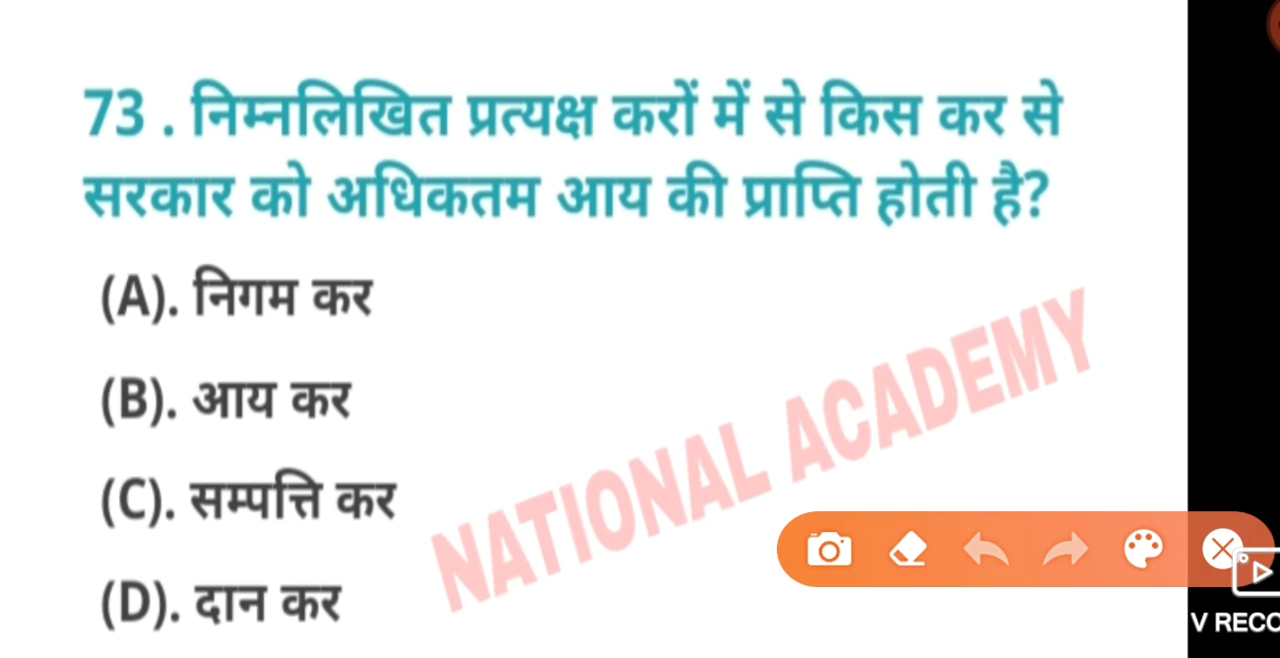 73 . निम्नलिखित प्रत्यक्ष करों में से किस कर से
सरकार को अधिकतम आय की प्राप्ति होती है?
(A). निगम कर
(B). आय कर
(C). सम्पत्ति कर
(D). दान कर
NATIONAL ACADEMY
V RECO